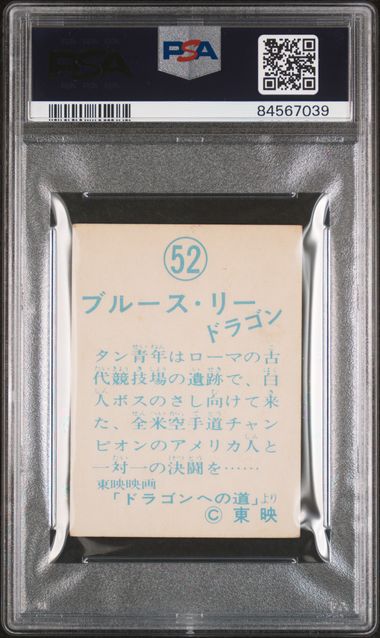 PSA
PSA
84567039
52
ブルース・リー
ドラゴン
タン青年はローマの古
代競技場の遺跡で、白
人ボスのさし向けて来
た、全米空手道チャン
ピオンのアメリカ人と
一対一の決闘を……
東映映画
「ドラゴンへの道」より
© 東映